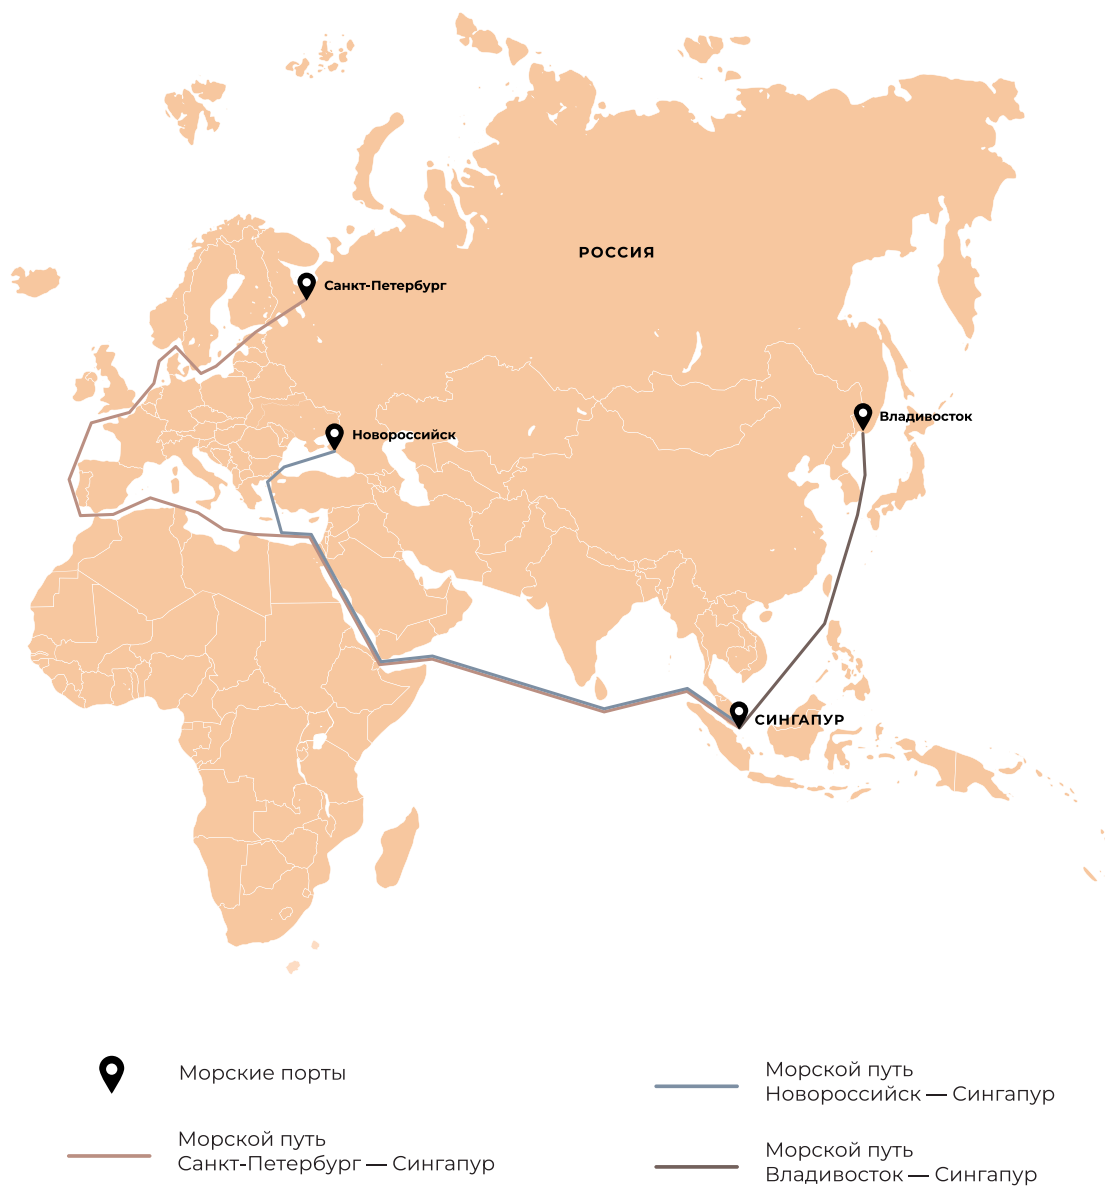 РОССИЯ
Санкт-Петербург
Владивосток
Новороссийск
СИНГАПУР
Морские порты
Морской путь
Санкт-Петербург — Сингапур
Морской путь
Новороссийск — Сингапур
Морской путь
Владивосток — Сингапур